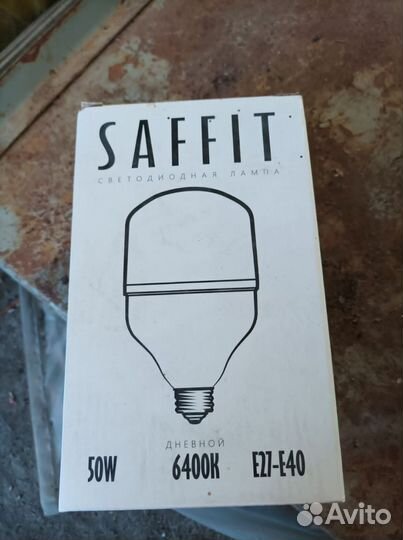 SAFFIT
СВЕТОДИОДНАЯ ЛАМПА
ДНЕВНОЙ
50W 6400K E27-E40
Avito